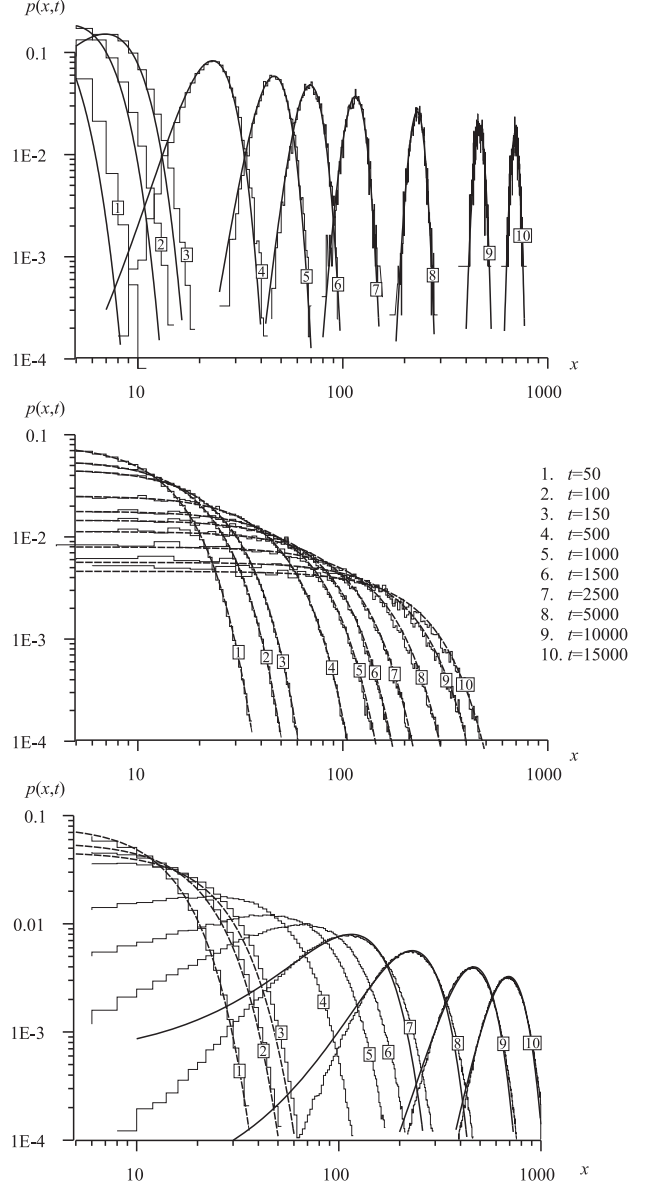 p(x,t)
0.1
1E-2
1E-3
1E-4
1 2 3 4 5 6 7 8 9 10
10 100 1000
x
p(x,t)
0.1
1E-2
1E-3
1E-4
1 2 3 4 5 6 7 8 9 10
10 100 1000
x
1. t=50
2. t=100
3. t=150
4. t=500
5. t=1000
6. t=1500
7. t=2500
8. t=5000
9. t=10000
10. t=15000
p(x,t)
0.1
0.01
1E-3
1E-4
1 2 3 4 5 6 7 8 9 10
10 100 1000
x